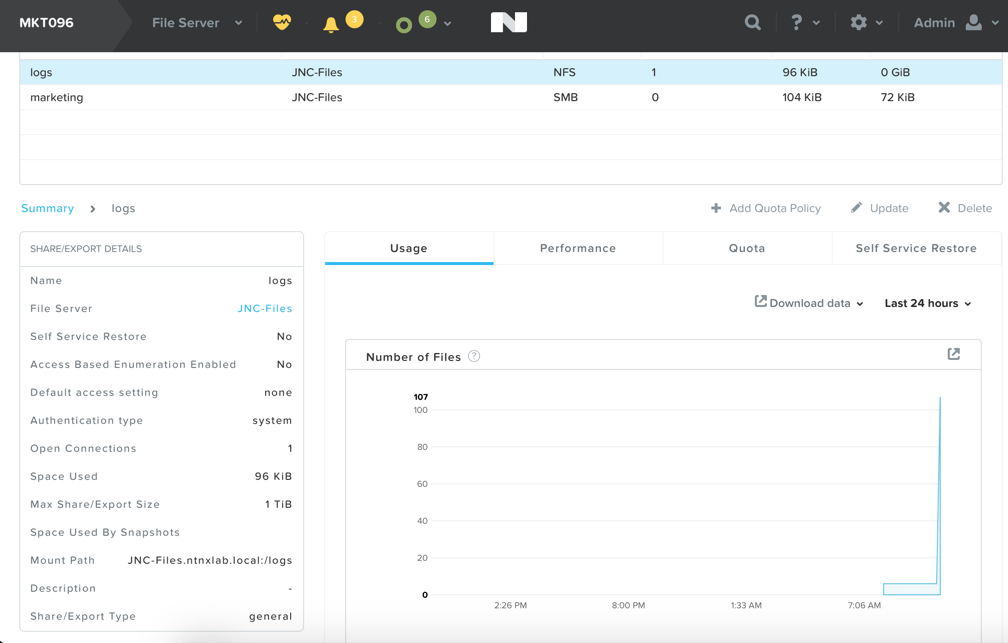 MKT096 File Server 3 6 N ? Admin
logs JNC-Files NFS 1 96 KiB 0 GiB
marketing JNC-Files SMB 0 104 KiB 72 KiB
Summary > logs + Add Quota Policy Update Delete
SHARE/EXPORT DETAILS
Name logs
File Server JNC-Files
Self Service Restore No
Access Based Enumeration Enabled No
Default access setting none
Authentication type system
Open Connections 1
Space Used 96 KiB
Max Share/Export Size 1 TiB
Space Used By Snapshots
Mount Path JNC-Files.ntnxlab.local:/logs
Description -
Share/Export Type general
Usage Performance Quota Self Service Restore
Download data Last 24 hours
Number of Files ?
107
100
80
60
40
20
0
2:26 PM 8:00 PM 1:33 AM 7:06 AM